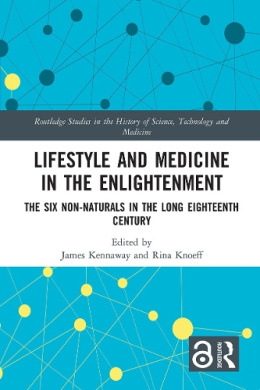 Routledge Studies in the History of Science, Technology and
Medicine
LIFESTYLE AND MEDICINE
IN THE ENLIGHTENMENT
THE SIX NON-NATURALS IN THE LONG EIGHTEENTH
CENTURY
Edited by
James Kennaway and Rina Knoeff
ROUTLEDGE